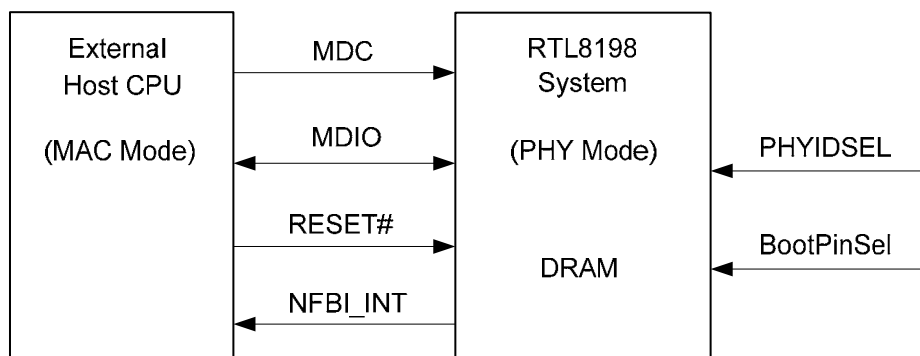 External
Host CPU
(MAC Mode)
MDC
MDIO
RESET#
NFBI_INT
RTL8198
System
(PHY Mode)
DRAM
PHYIDSEL
BootPinSel